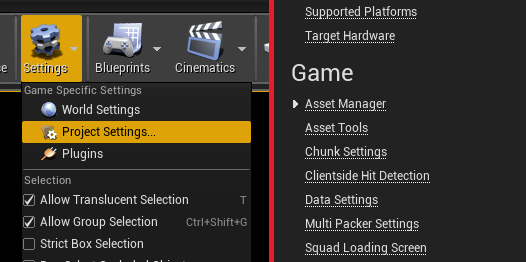 ce
Settings
Blueprints
Cinematics
Game Specific Settings
World Settings
Project Settings...
Plugins
Selection
Allow Translucent Selection T
Allow Group Selection Ctrl+Shift+G
Strict Box Selection
Supported Platforms
Target Hardware
Game
Asset Manager
Asset Tools
Chunk Settings
Clientside Hit Detection
Data Settings
Multi Packer Settings
Squad Loading Screen